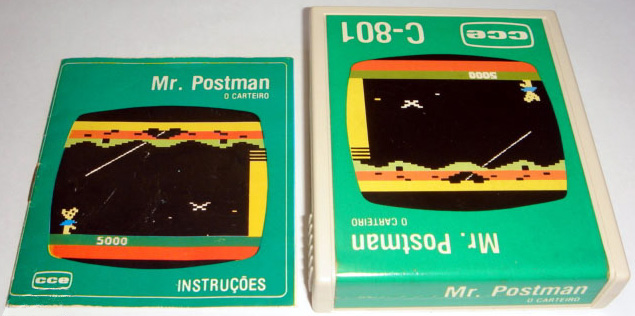 Mr. Postman
O CARTEIRO
5000
cce
INSTRUÇÕES
C-801
cce
5000
Mr. Postman
O CARTEIRO
Mr. Postman
O CARTEIRO